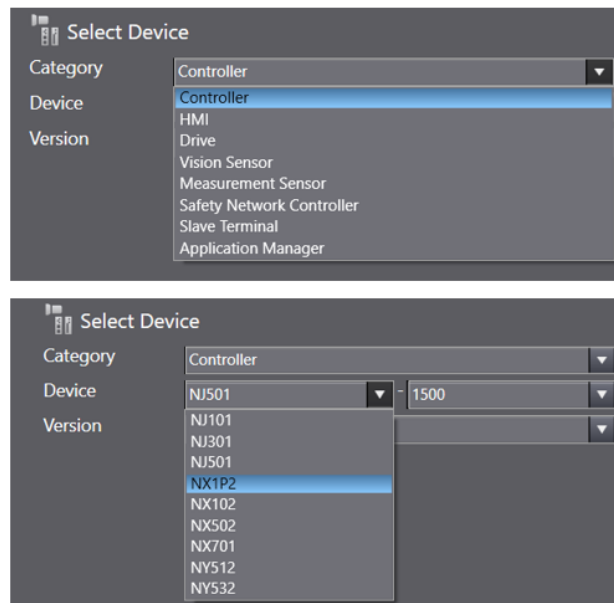 Select Device
Category Controller
Device Controller
HMI
Version Drive
Vision Sensor
Measurement Sensor
Safety Network Controller
Slave Terminal
Application Manager
Select Device
Category Controller
Device NJ501 - 1500
Version NJ101
NJ301
NJ501
NX1P2
NX102
NX502
NX701
NY512
NY532